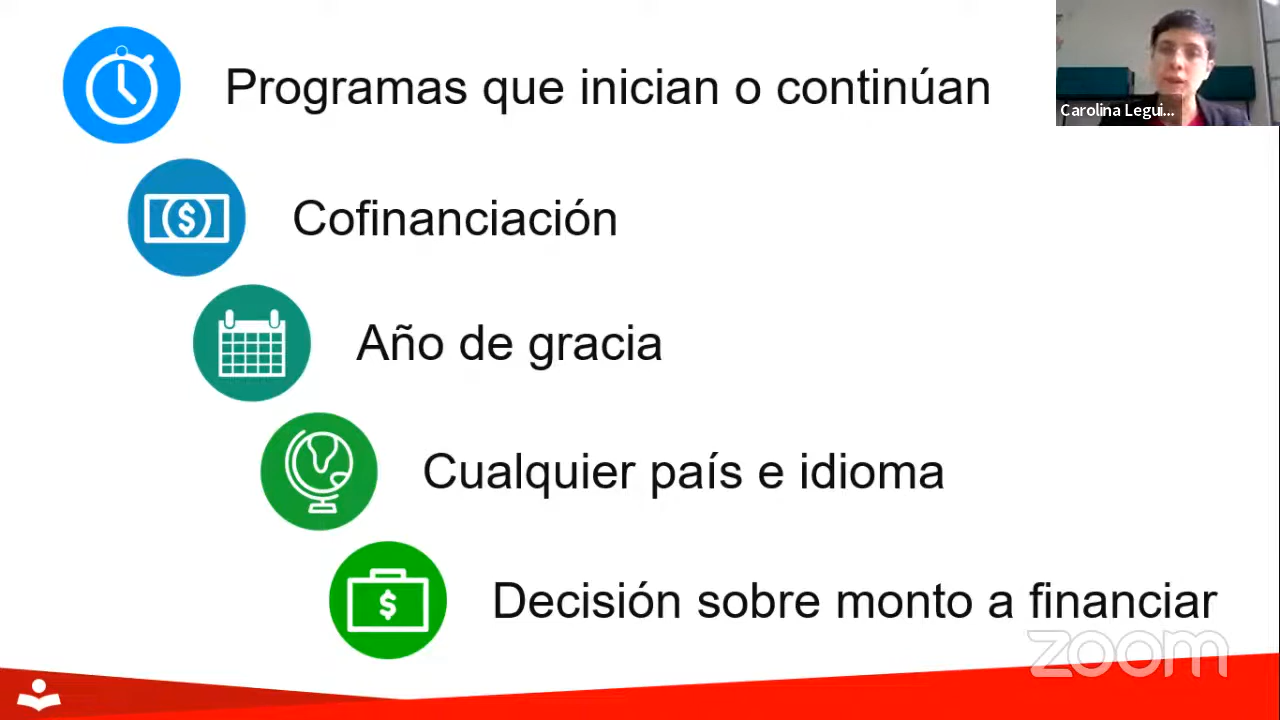 Programas que inician o continúan
Carolina Legui...
Cofinanciación
Año de gracia
Cualquier país e idioma
Decisión sobre monto a financiar
zoom